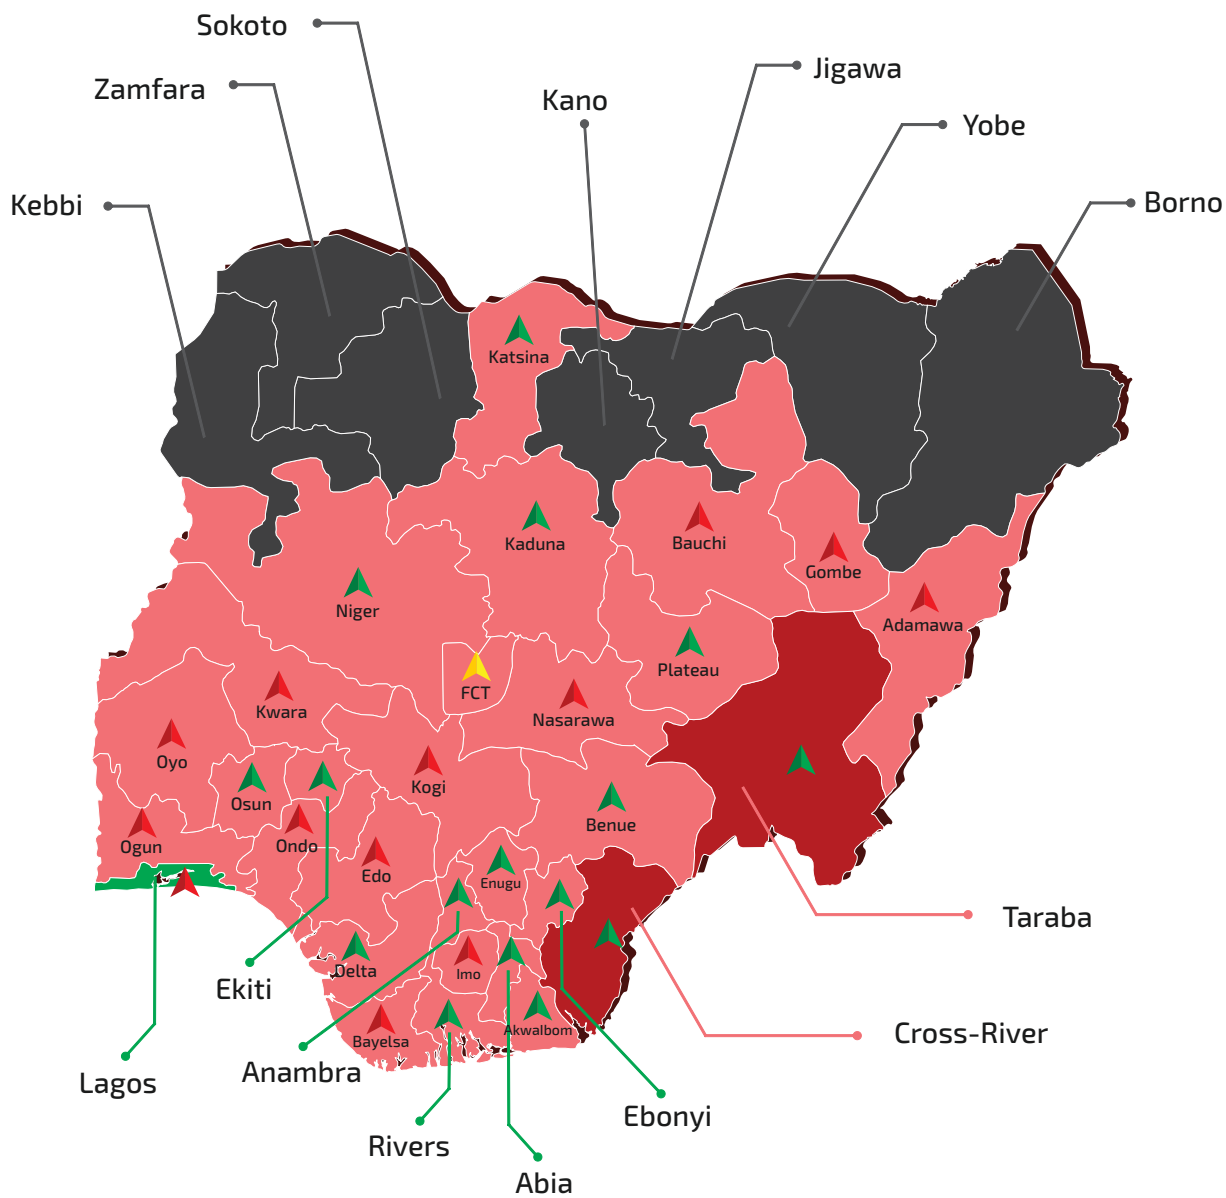 Sokoto
Zamfara
Jigawa
Kano
Yobe
Kebbi
Borno
Katsina
Kaduna
Bauchi
Gombe
Niger
Adamawa
Plateau
FCT
Kwara
Nasarawa
Oyo
Kogi
Osun
Benue
Ogun
Ondo
Edo
Enugu
Taraba
Delta
Imo
Ekiti
Akwalbom
Bayelsa
Cross-River
Anambra
Lagos
Ebonyi
Rivers
Abia